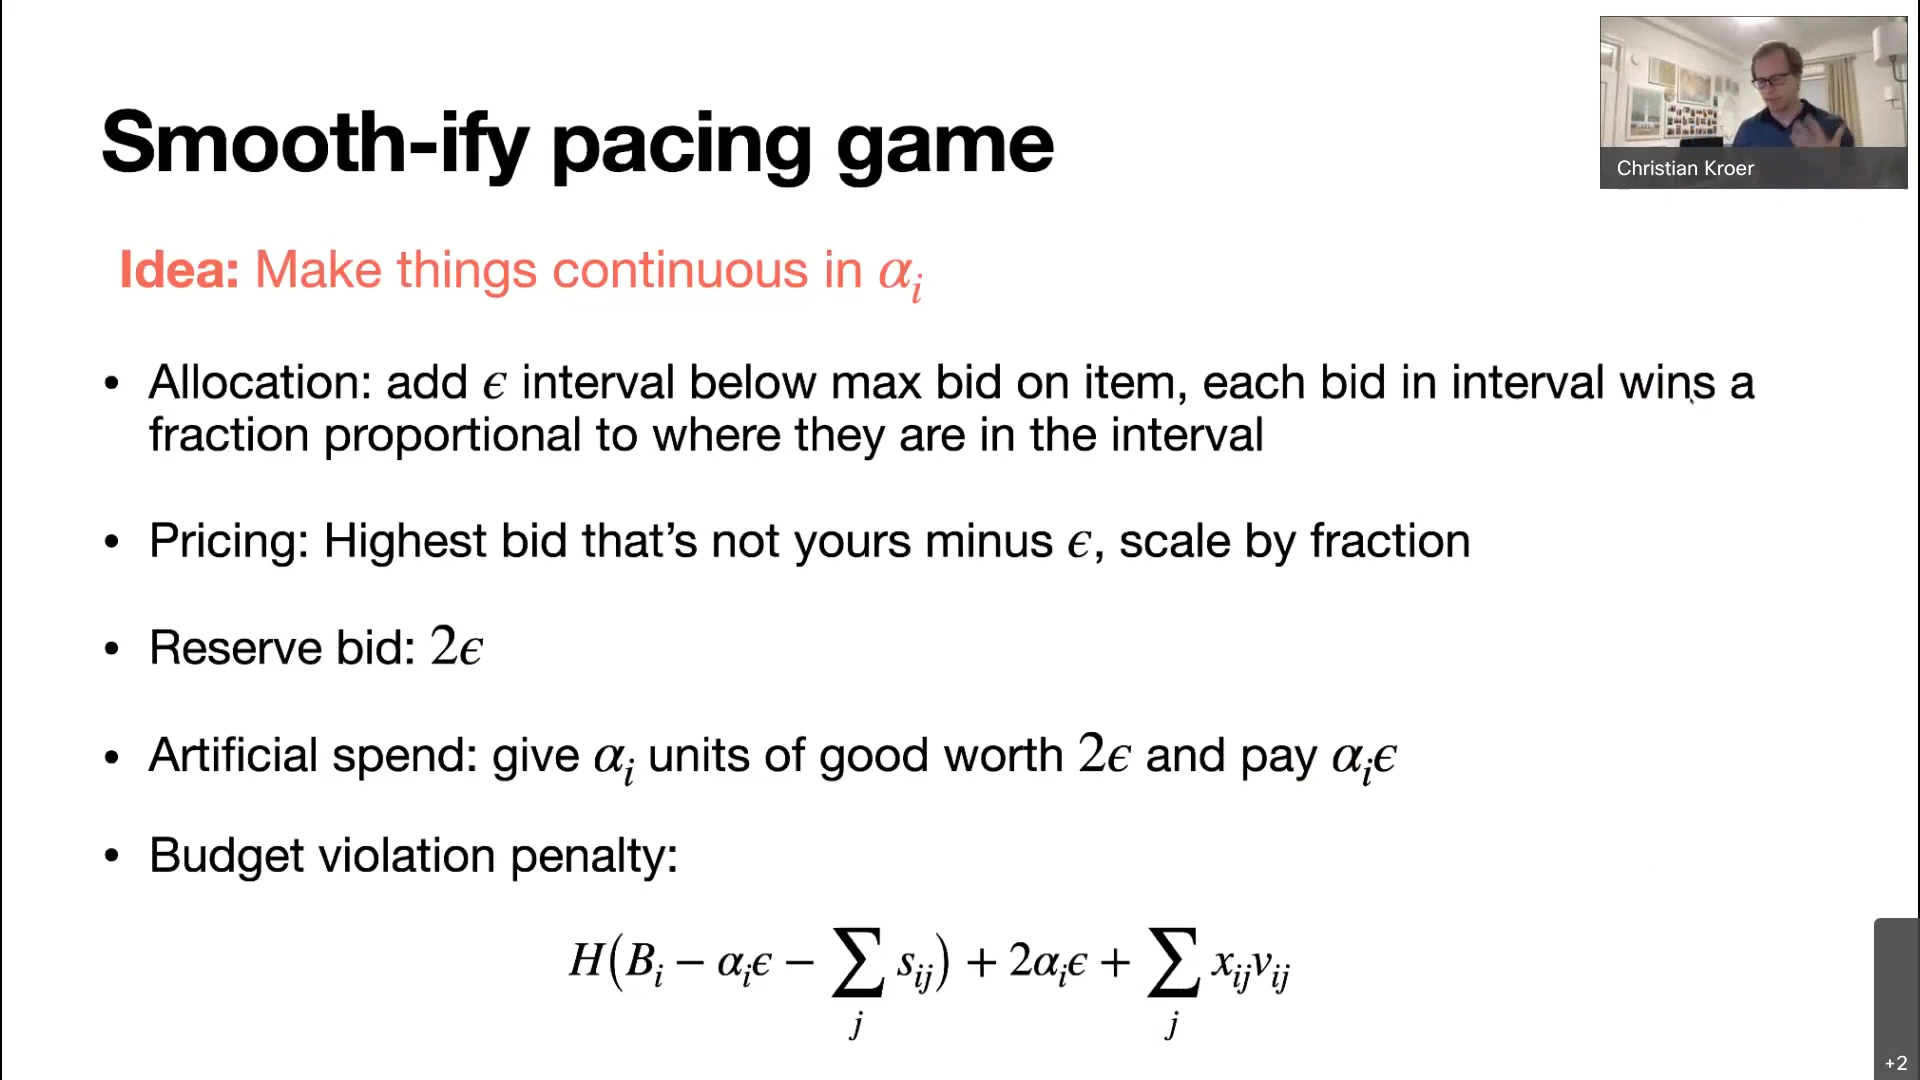 Smooth-ify pacing game
Christian Kroer
Idea: Make things continuous in αᵢ
• Allocation: add ϵ interval below max bid on item, each bid in interval wins a
fraction proportional to where they are in the interval
• Pricing: Highest bid that’s not yours minus ϵ, scale by fraction
• Reserve bid: 2ϵ
• Artificial spend: give αᵢ units of good worth 2ϵ and pay αᵢϵ
• Budget violation penalty:
H(Bᵢ − αᵢϵ − ∑ⱼ sᵢⱼ) + 2αᵢϵ + ∑ⱼ xᵢⱼvᵢⱼ
+2